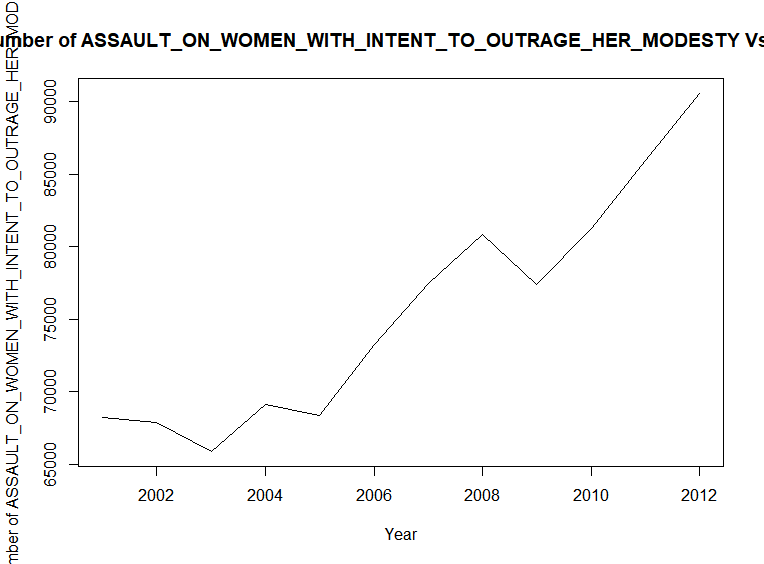 umber of ASSAULT_ON_WOMEN_WITH_INTENT_TO_OUTRAGE_HER_MODESTY Vs
mber of ASSAULT_ON_WOMEN_WITH_INTENT_TO_OUTRAGE_HER_MOD
90000
85000
80000
75000
70000
65000
2002 2004 2006 2008 2010 2012
Year